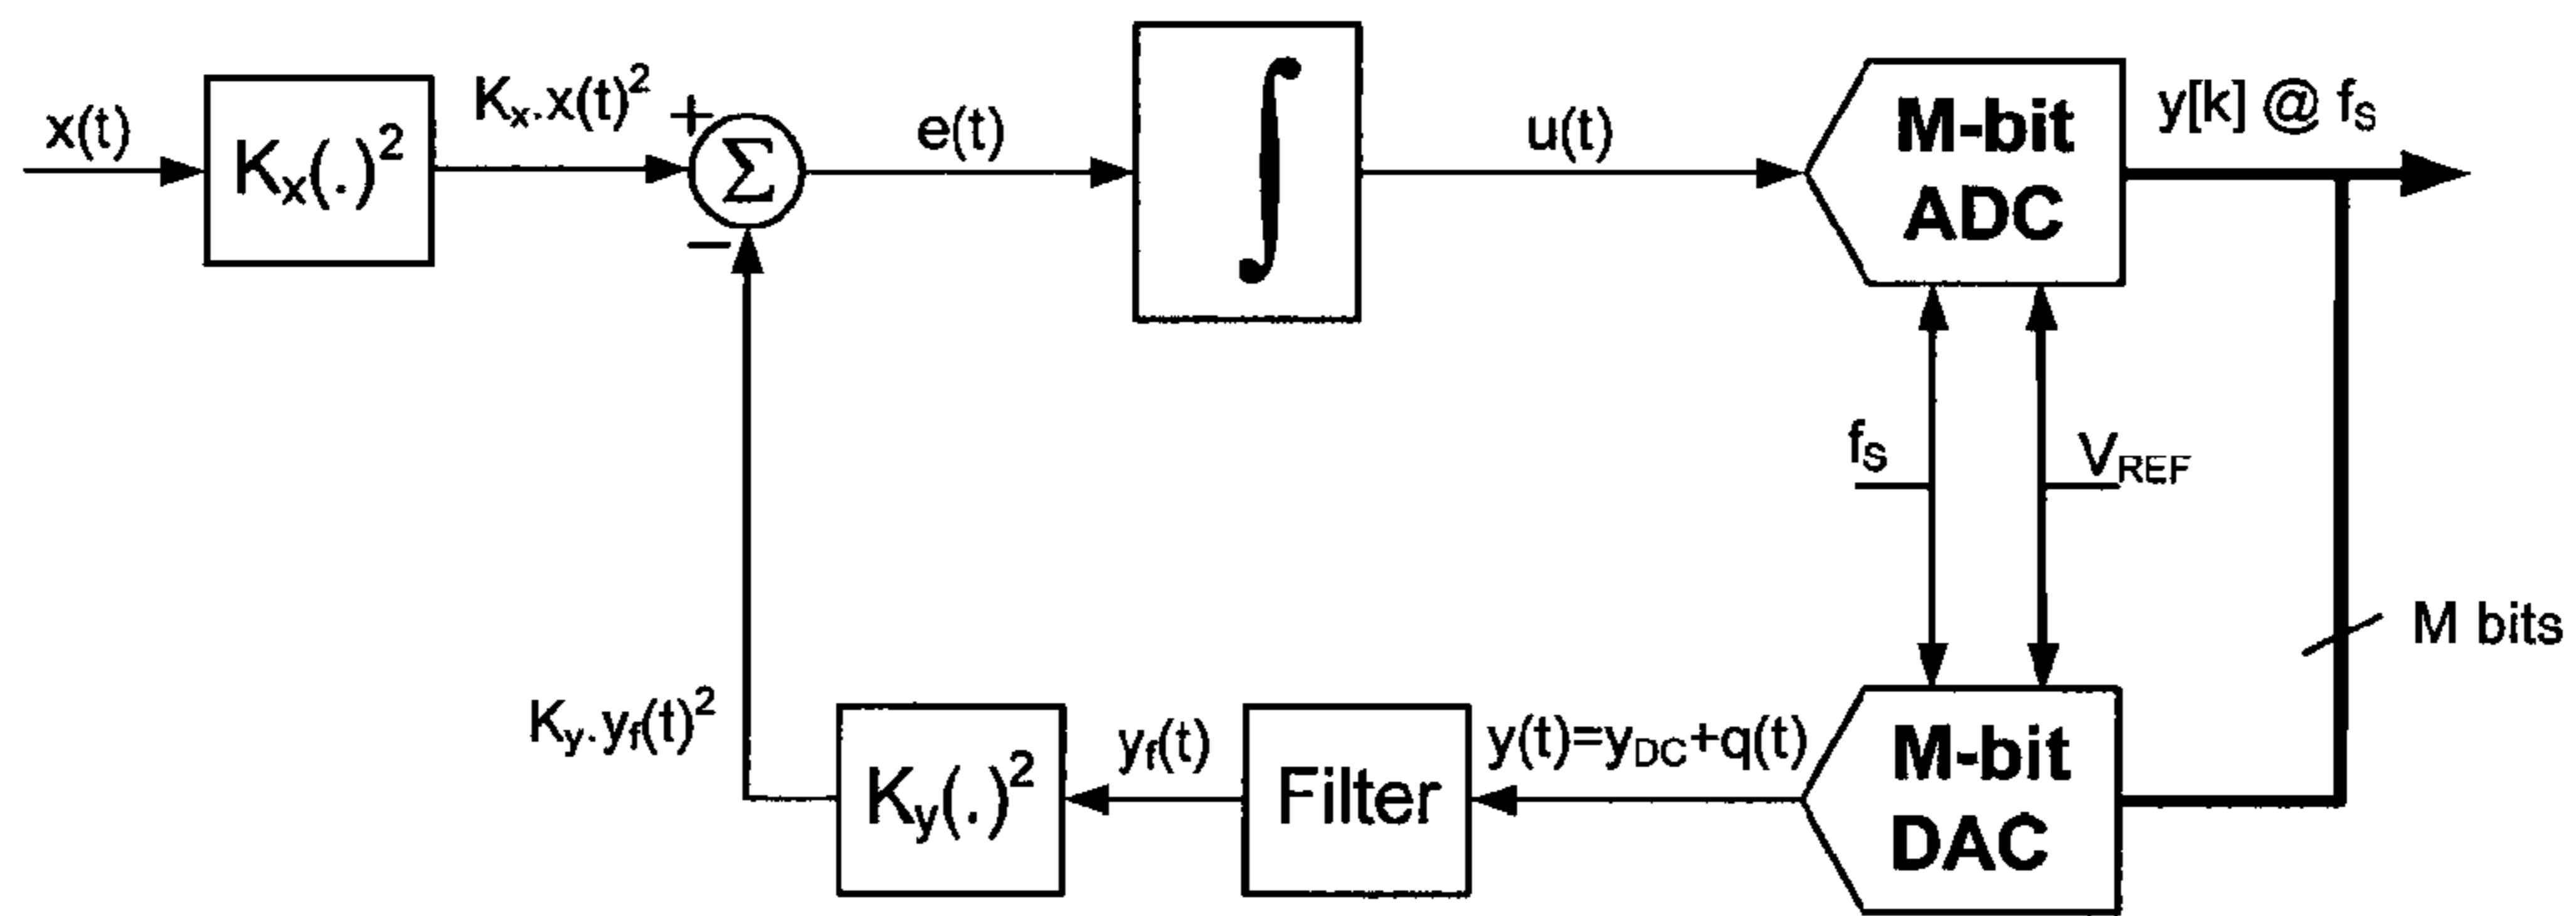 x(t)
Kx(.)²
Kx.x(t)²
+
Σ
−
e(t)
∫
u(t)
M-bit
ADC
y[k] @ fS
fS
VREF
M bits
M-bit
DAC
y(t)=yDC+q(t)
Filter
yf(t)
Ky(.)²
Ky.yf(t)²